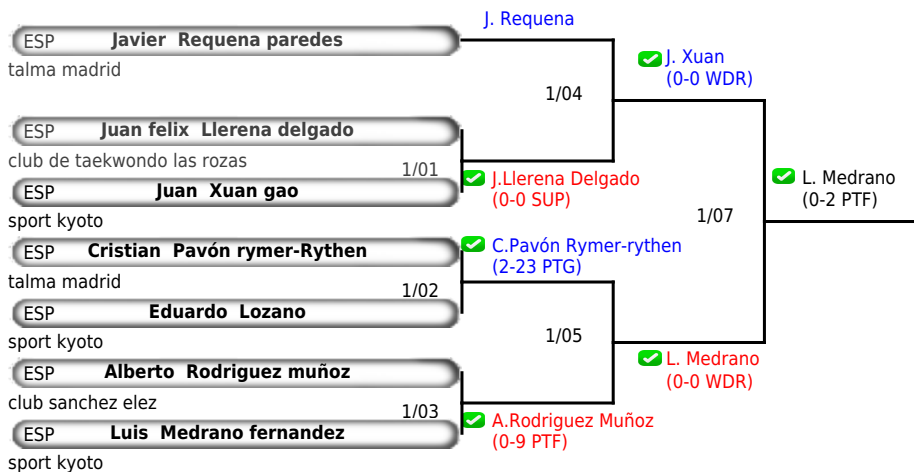 J. Requena
ESP Javier Requena paredes
talma madrid
J. Xuan
(0-0 WDR)
1/04
ESP Juan felix Llerena delgado
club de taekwondo las rozas
1/01
J.Llerena Delgado
(0-0 SUP)
ESP Juan Xuan gao
sport kyoto
L. Medrano
(0-2 PTF)
1/07
ESP Cristian Pavón rymer-Rythen
talma madrid
C.Pavón Rymer-rythen
(2-23 PTG)
1/02
ESP Eduardo Lozano
sport kyoto
1/05
L. Medrano
(0-0 WDR)
ESP Alberto Rodriguez muñoz
club sanchez elez
1/03
A.Rodriguez Muñoz
(0-9 PTF)
ESP Luis Medrano fernandez
sport kyoto